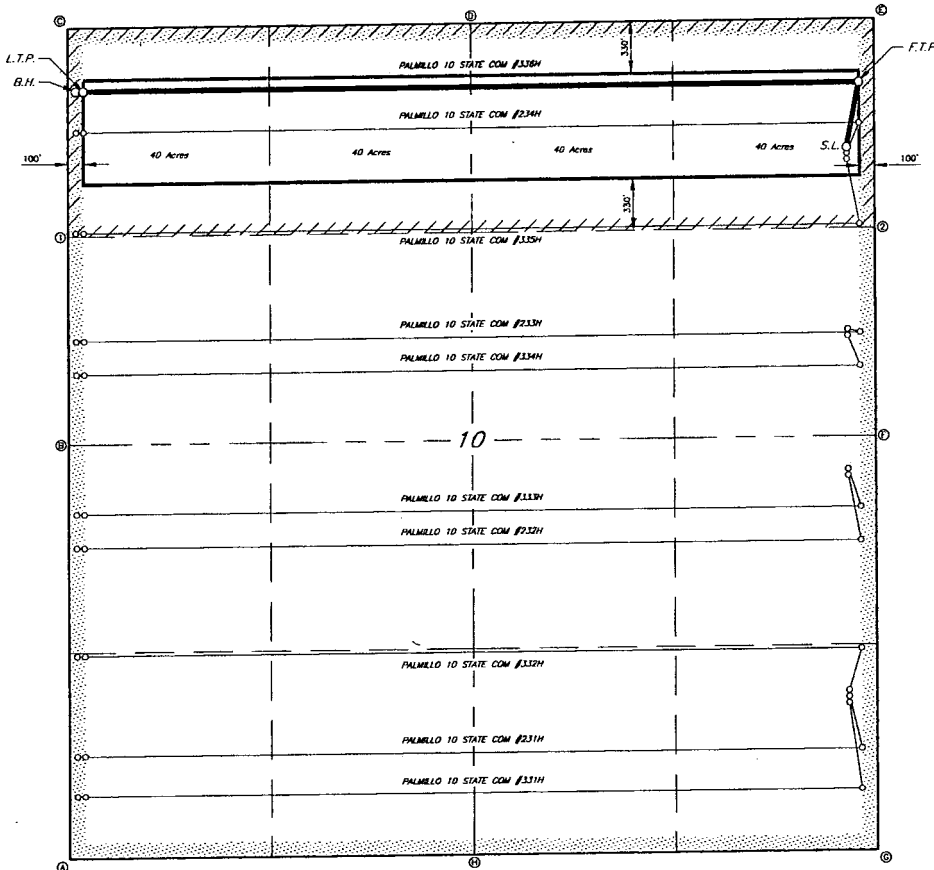 C
D
E
330'
L.T.P.
F.T.P.
PALMILLO 10 STATE COM #336H
B.H.
PALMILLO 10 STATE COM #234H
S.L.
40 Acres 40 Acres 40 Acres 40 Acres
100'
100'
330'
1
2
PALMILLO 10 STATE COM #335H
PALMILLO 10 STATE COM #233H
PALMILLO 10 STATE COM #334H
B
10
F
PALMILLO 10 STATE COM #333H
PALMILLO 10 STATE COM #232H
PALMILLO 10 STATE COM #332H
PALMILLO 10 STATE COM #231H
PALMILLO 10 STATE COM #331H
A
H
G